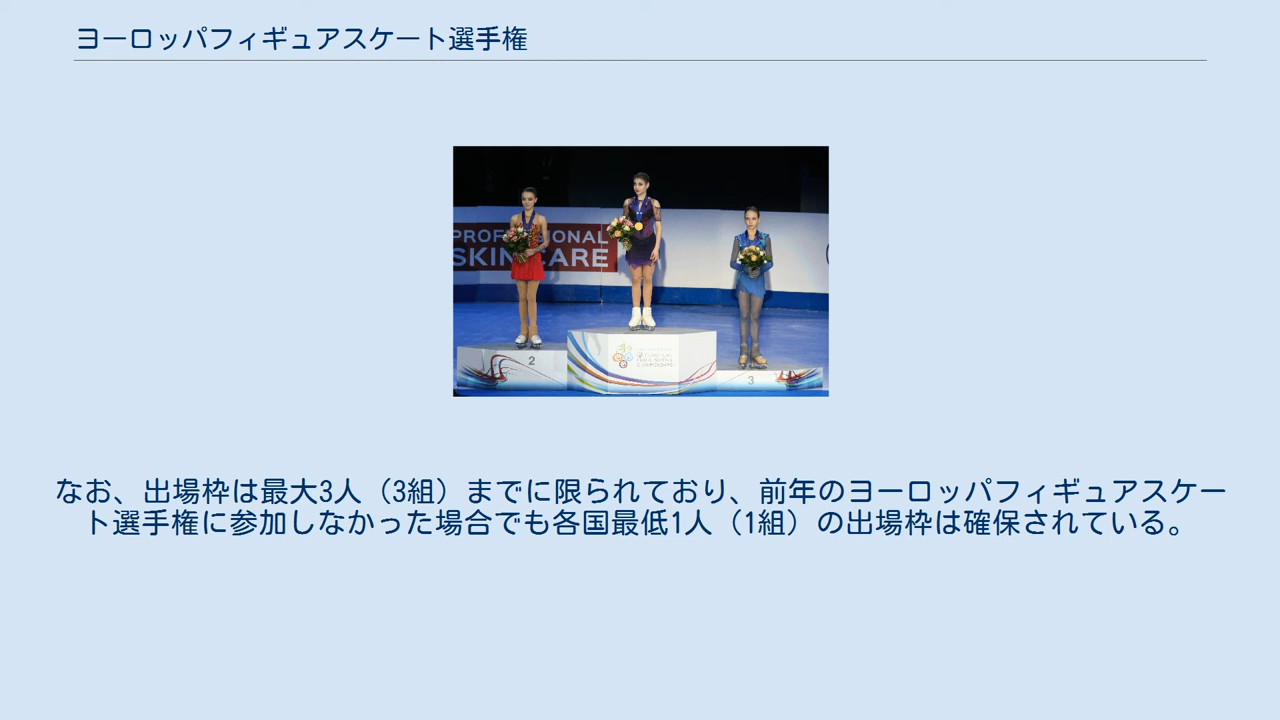 ヨーロッパフィギュアスケート選手権
PROFESSIONAL
SKINCARE
2
3
なお、出場枠は最大3人（3組）までに限られており、前年のヨーロッパフィギュアスケー
ト選手権に参加しなかった場合でも各国最低1人（1組）の出場枠は確保されている。